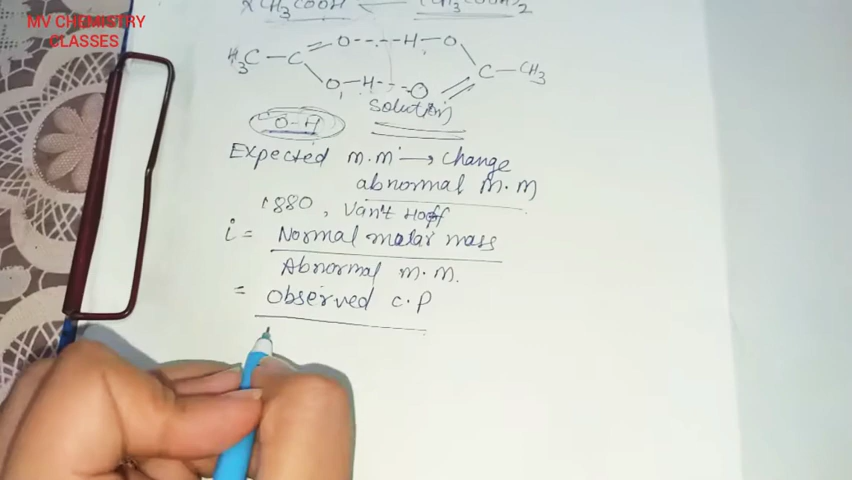 MV CHEMISTRY
CLASSES
2CH3COOH (CH3COOH)2
H3C-C O----H-O C-CH3
O-H---O
Solution
O-H
Expected m.m → change
abnormal m.m
1880, Van't Hoff
i = Normal molar mass
Abnormal m.m.
= Observed c.p